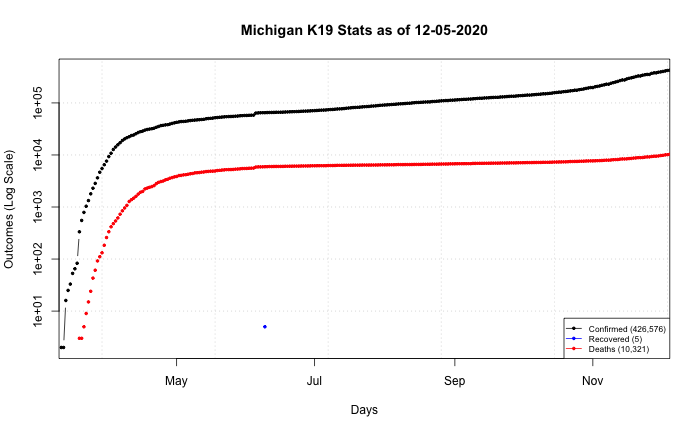 Michigan K19 Stats as of 12-05-2020
Outcomes (Log Scale)
1e+05
1e+04
1e+03
1e+02
1e+01
Confirmed (426,576)
Recovered (5)
Deaths (10,321)
May Jul Sep Nov
Days